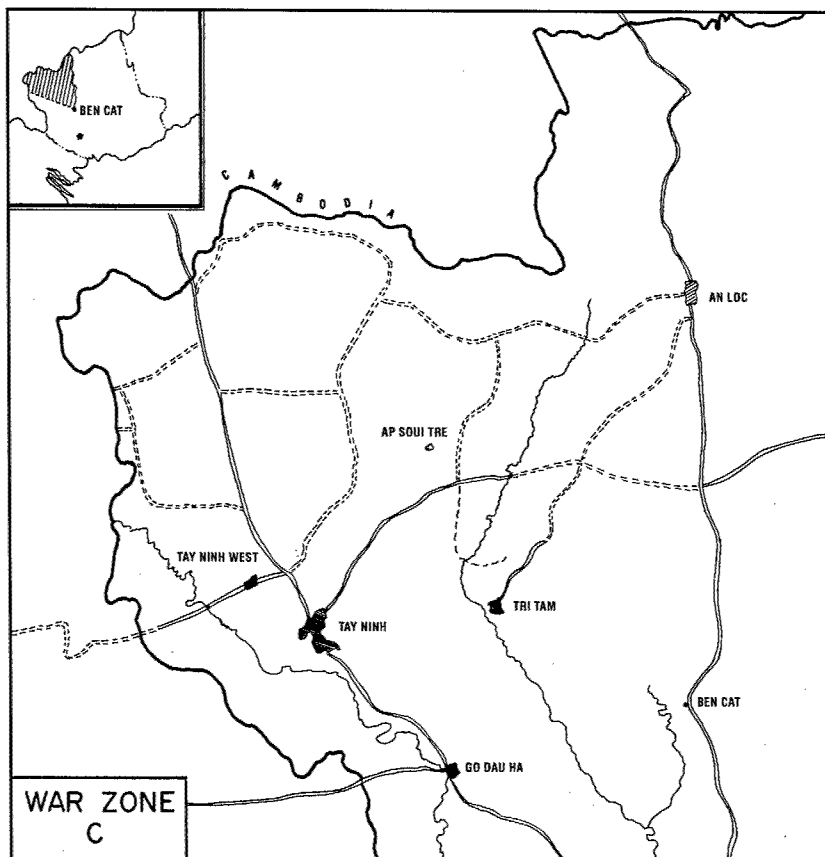 BEN CAT
CAMBODIA
AN LOC
AP SOUI TRE
TAY NINH WEST
TRI TAM
TAY NINH
BEN CAT
GO DAU HA
WAR ZONE
C